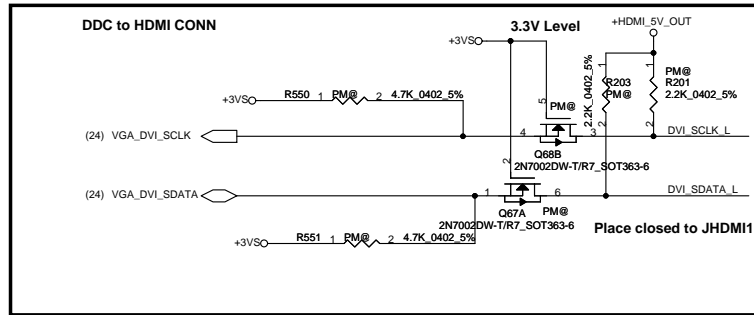 DDC to HDMI CONN
3.3V Level
+HDMI_5V_OUT
+3VS
+3VS
R550
1
PM@
2
4.7K_0402_5%
5
PM@
2.2K_0402_5%
1
R203
PM@
2
1
PM@
R201
2.2K_0402_5%
2
(24) VGA_DVI_SCLK
4
3
DVI_SCLK_L
Q68B
2N7002DW-T/R7_SOT363-6
2
(24) VGA_DVI_SDATA
1
6
DVI_SDATA_L
Q67A
PM@
2N7002DW-T/R7_SOT363-6
Place closed to JHDMI1
+3VS
R551
1
PM@
2
4.7K_0402_5%